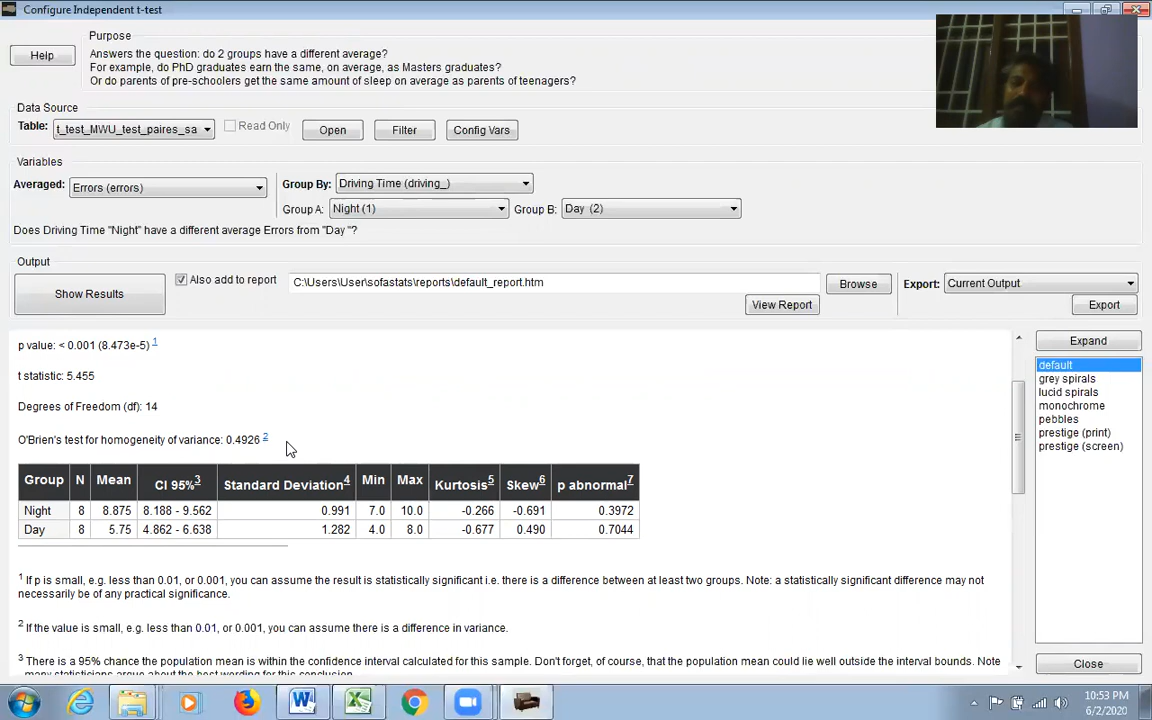 Configure Independent t-test
Purpose
Help
Answers the question: do 2 groups have a different average?
For example, do PhD graduates earn the same, on average, as Masters graduates?
Or do parents of pre-schoolers get the same amount of sleep on average as parents of teenagers?
Data Source
Table: t_test_MWU_test_paires_sa Read Only Open Filter Config Vars
Variables
Averaged: Errors (errors) Group By: Driving Time (driving_)
Group A: Night (1) Group B: Day (2)
Does Driving Time "Night" have a different average Errors from "Day "?
Output
Show Results Also add to report C:\Users\User\sofastats\reports\default_report.htm Browse Export: Current Output
View Report Export
p value: < 0.001 (8.473e-5) 1
t statistic: 5.455
Degrees of Freedom (df): 14
O'Brien's test for homogeneity of variance: 0.4926 2
Group N Mean CI 95%3 Standard Deviation4 Min Max Kurtosis5 Skew6 p abnormal7
Night 8 8.875 8.188 - 9.562 0.991 7.0 10.0 -0.266 -0.691 0.3972
Day 8 5.75 4.862 - 6.638 1.282 4.0 8.0 -0.677 0.490 0.7044
1 If p is small, e.g. less than 0.01, or 0.001, you can assume the result is statistically significant i.e. there is a difference between at least two groups. Note: a statistically significant difference may not
necessarily be of any practical significance.
2 If the value is small, e.g. less than 0.01, or 0.001, you can assume there is a difference in variance.
3 There is a 95% chance the population mean is within the confidence interval calculated for this sample. Don't forget, of course, that the population mean could lie well outside the interval bounds. Note
many statisticians argue about the best wording for this conclusion.
Expand
default
grey spirals
lucid spirals
monochrome
pebbles
prestige (print)
prestige (screen)
Close
10:53 PM
6/2/2020